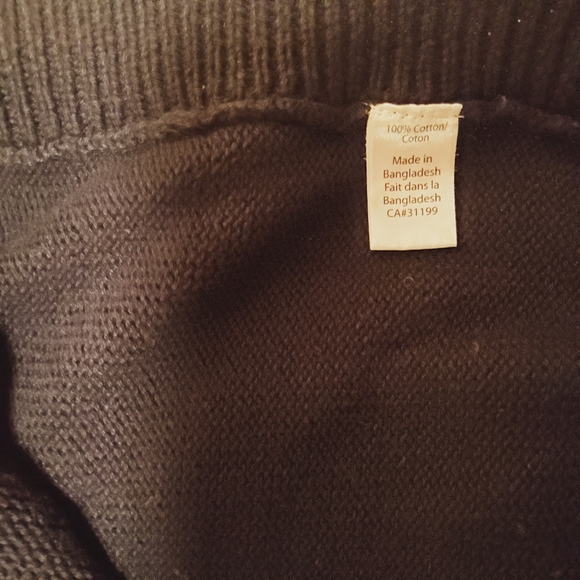 100% Cotton/
Coton
Made in
Bangladesh
Fait dans la
Bangladesh
CA#31199